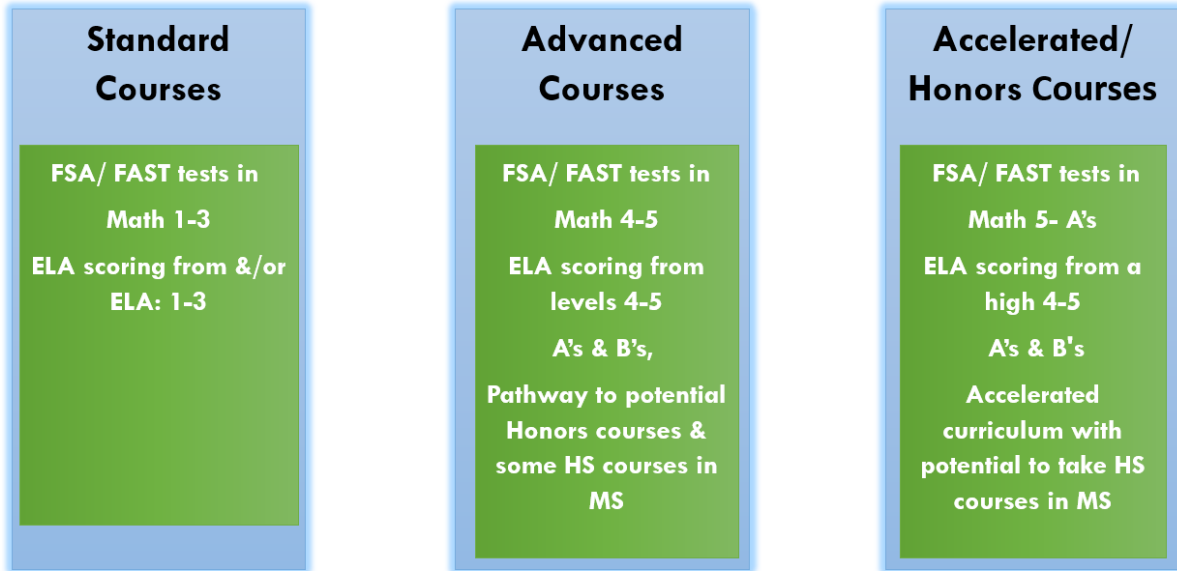 Standard
Courses
FSA/ FAST tests in
Math 1-3
ELA scoring from &/or
ELA: 1-3
Advanced
Courses
FSA/ FAST tests in
Math 4-5
ELA scoring from
levels 4-5
A’s & B’s,
Pathway to potential
Honors courses &
some HS courses in
MS
Accelerated/
Honors Courses
FSA/ FAST tests in
Math 5- A’s
ELA scoring from a
high 4-5
A’s & B's
Accelerated
curriculum with
potential to take HS
courses in MS